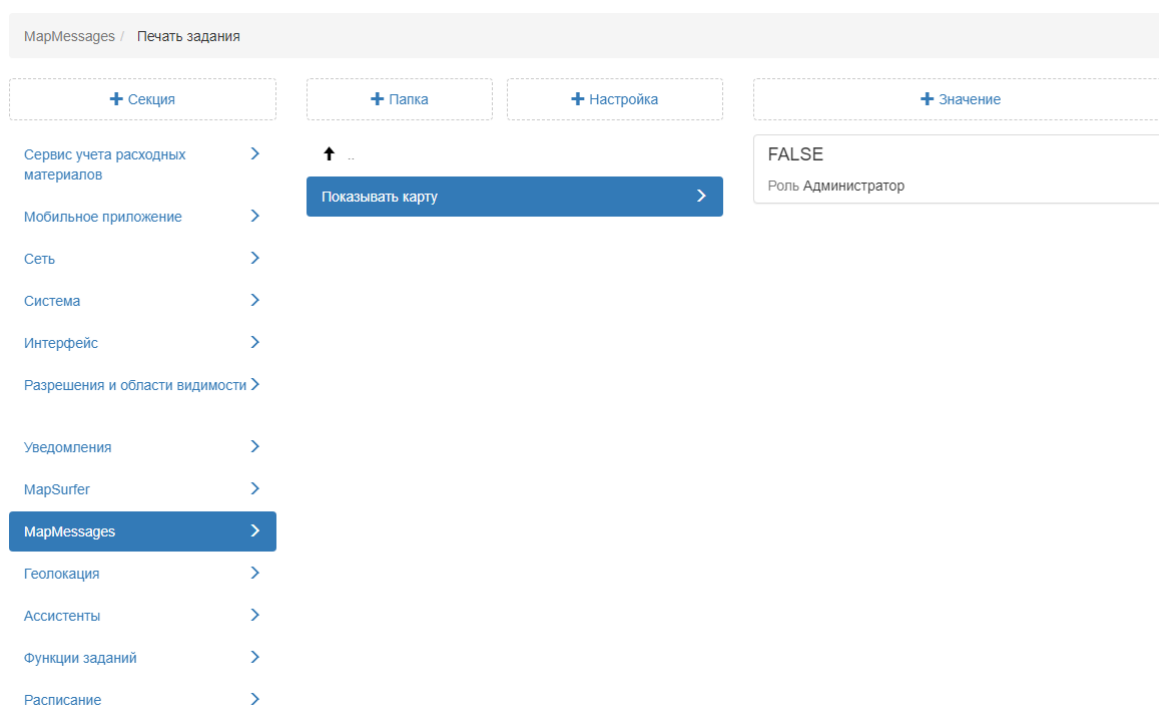 MapMessages / Печать задания
+ Секция
+ Папка
+ Настройка
+ Значение
Сервис учета расходных
материалов
Мобильное приложение
Сеть
Система
Интерфейс
Разрешения и области видимости
Уведомления
MapSurfer
MapMessages
Геолокация
Ассистенты
Функции заданий
Расписание
..
Показывать карту
FALSE
Роль Администратор